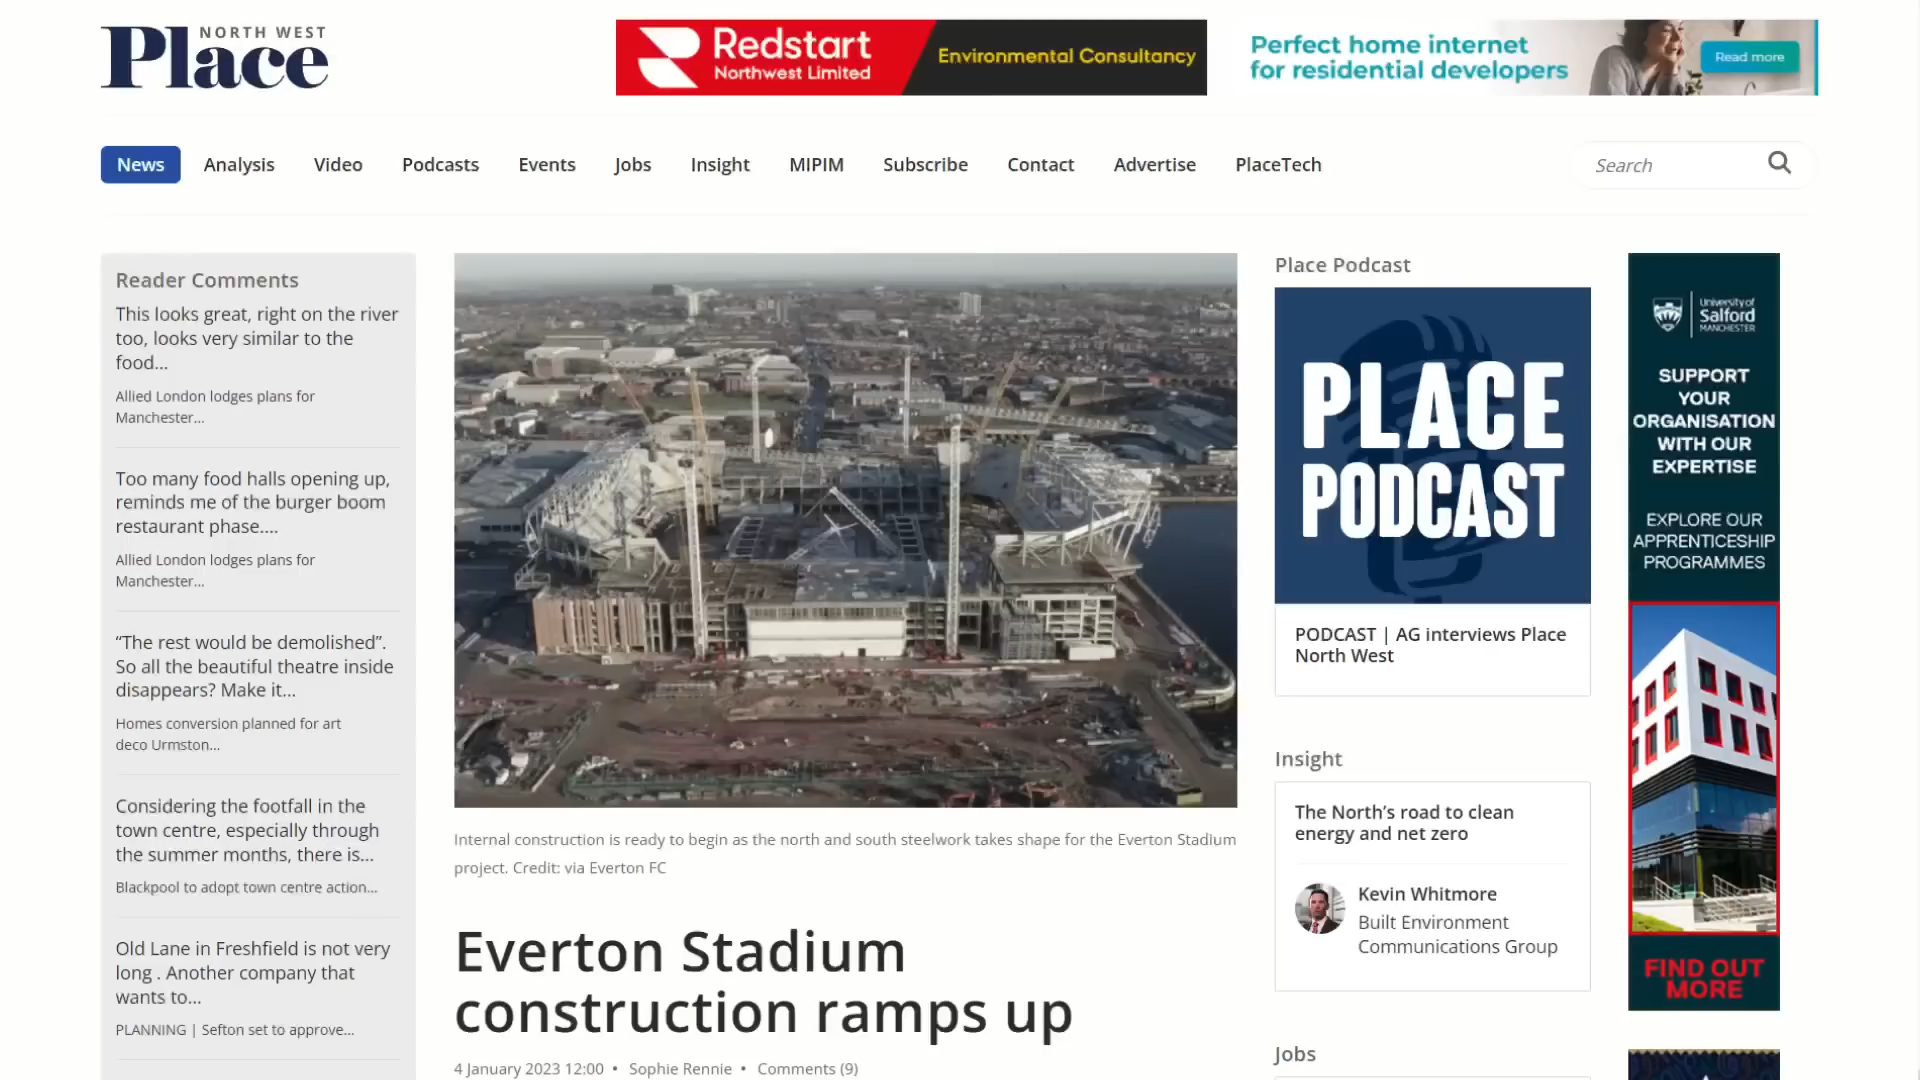 NORTH WEST
Place
Redstart
Northwest Limited
Environmental Consultancy
Perfect home internet
for residential developers
Read more
News
Analysis
Video
Podcasts
Events
Jobs
Insight
MIPIM
Subscribe
Contact
Advertise
PlaceTech
Search
Reader Comments
This looks great, right on the river
too, looks very similar to the
food...
Allied London lodges plans for
Manchester...
Too many food halls opening up,
reminds me of the burger boom
restaurant phase....
Allied London lodges plans for
Manchester...
“The rest would be demolished”.
So all the beautiful theatre inside
disappears? Make it...
Homes conversion planned for art
deco Urmston...
Considering the footfall in the
town centre, especially through
the summer months, there is...
Blackpool to adopt town centre action...
Old Lane in Freshfield is not very
long . Another company that
wants to...
PLANNING | Sefton set to approve...
Internal construction is ready to begin as the north and south steelwork takes shape for the Everton Stadium
project. Credit: via Everton FC
Everton Stadium
construction ramps up
4 January 2023 12:00 • Sophie Rennie • Comments (9)
Place Podcast
PLACE
PODCAST
PODCAST | AG interviews Place
North West
Insight
The North’s road to clean
energy and net zero
Kevin Whitmore
Built Environment
Communications Group
Jobs
University of
Salford
MANCHESTER
SUPPORT
YOUR
ORGANISATION
WITH OUR
EXPERTISE
EXPLORE OUR
APPRENTICESHIP
PROGRAMMES
FIND OUT
MORE